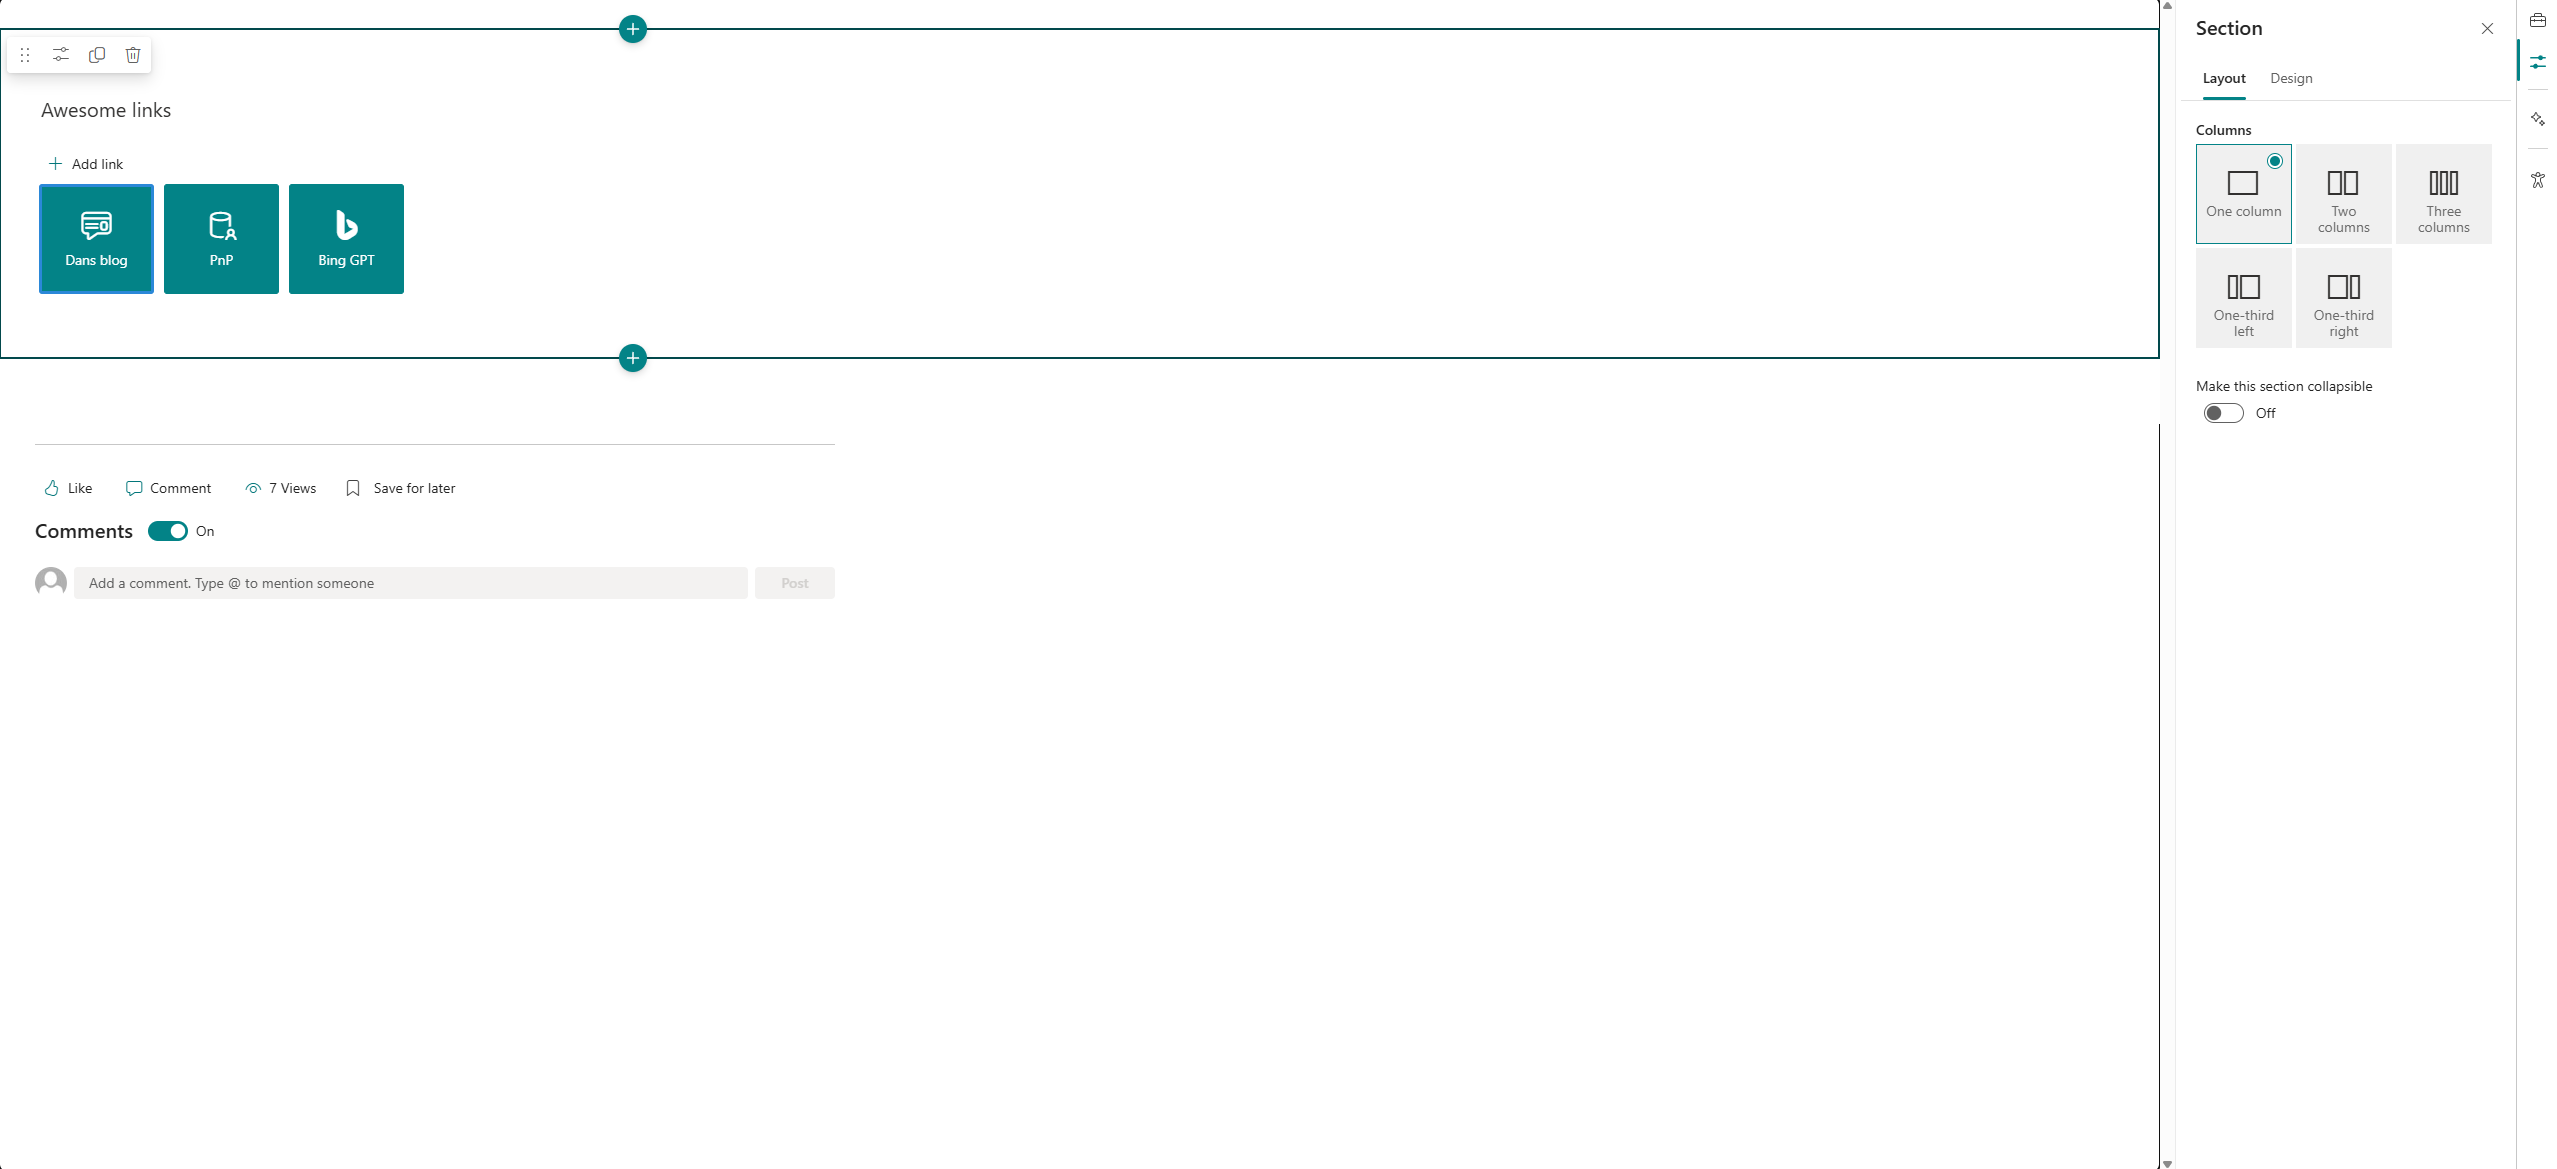 Awesome links
Add link
Dans blog
PnP
Bing GPT
Like
Comment
7 Views
Save for later
Comments
On
Add a comment. Type @ to mention someone
Post
Section
Layout
Design
Columns
One column
Two
columns
Three
columns
One-third
left
One-third
right
Make this section collapsible
Off